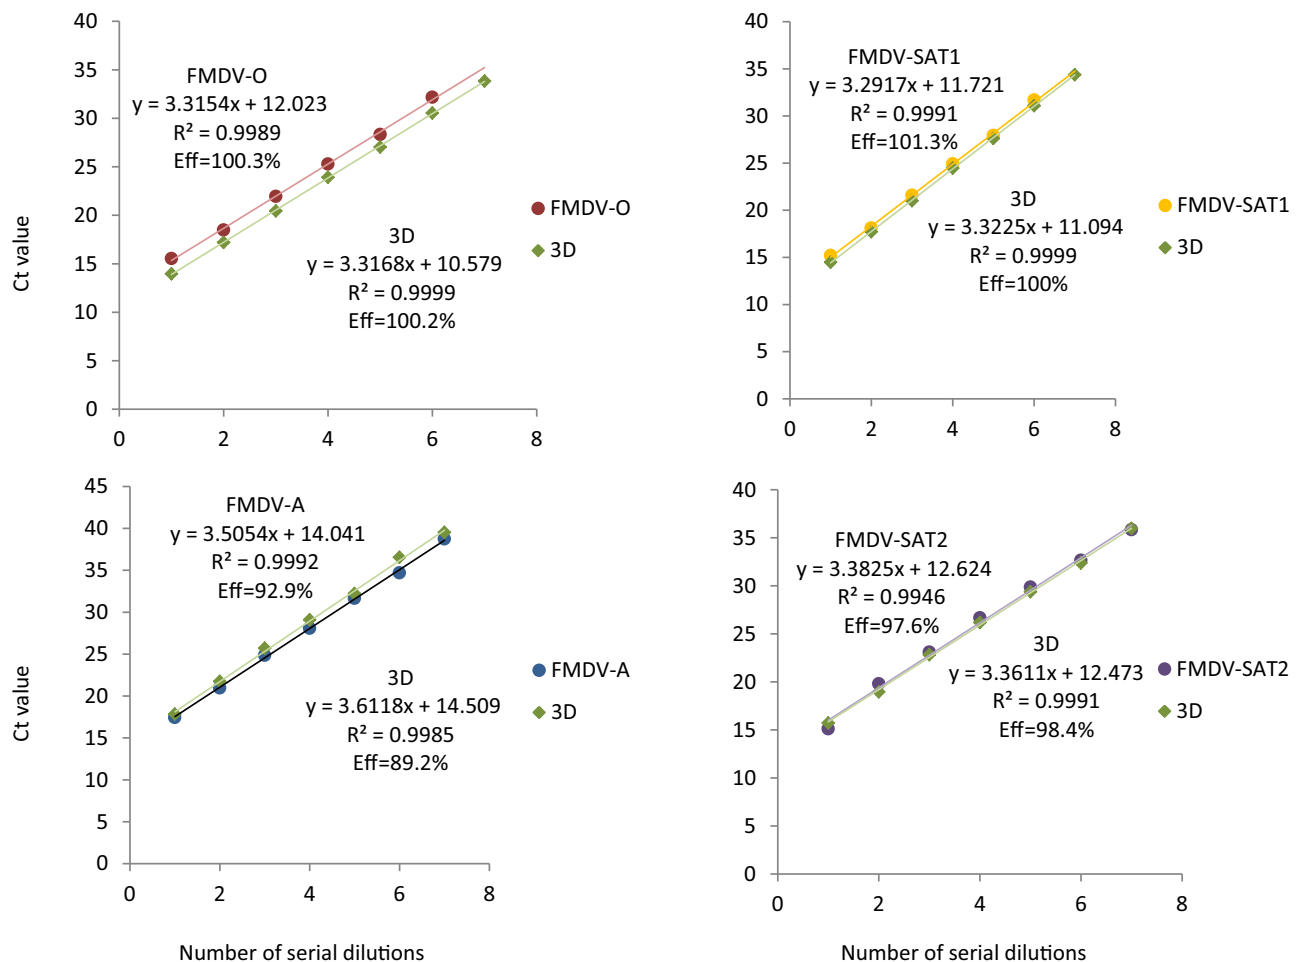 40
35
30
25
20
15
10
5
0
Ct value
FMDV-O
y = 3.3154x + 12.023
R² = 0.9989
Eff=100.3%
3D
y = 3.3168x + 10.579
R² = 0.9999
Eff=100.2%
FMDV-O
3D
0 2 4 6 8
40
35
30
25
20
15
10
5
0
FMDV-SAT1
y = 3.2917x + 11.721
R² = 0.9991
Eff=101.3%
3D
y = 3.3225x + 11.094
R² = 0.9999
Eff=100%
FMDV-SAT1
3D
0 2 4 6 8
45
40
35
30
25
20
15
10
5
0
Ct value
FMDV-A
y = 3.5054x + 14.041
R² = 0.9992
Eff=92.9%
3D
y = 3.6118x + 14.509
R² = 0.9985
Eff=89.2%
FMDV-A
3D
0 2 4 6 8
Number of serial dilutions
40
35
30
25
20
15
10
5
0
FMDV-SAT2
y = 3.3825x + 12.624
R² = 0.9946
Eff=97.6%
3D
y = 3.3611x + 12.473
R² = 0.9991
Eff=98.4%
FMDV-SAT2
3D
0 2 4 6 8
Number of serial dilutions